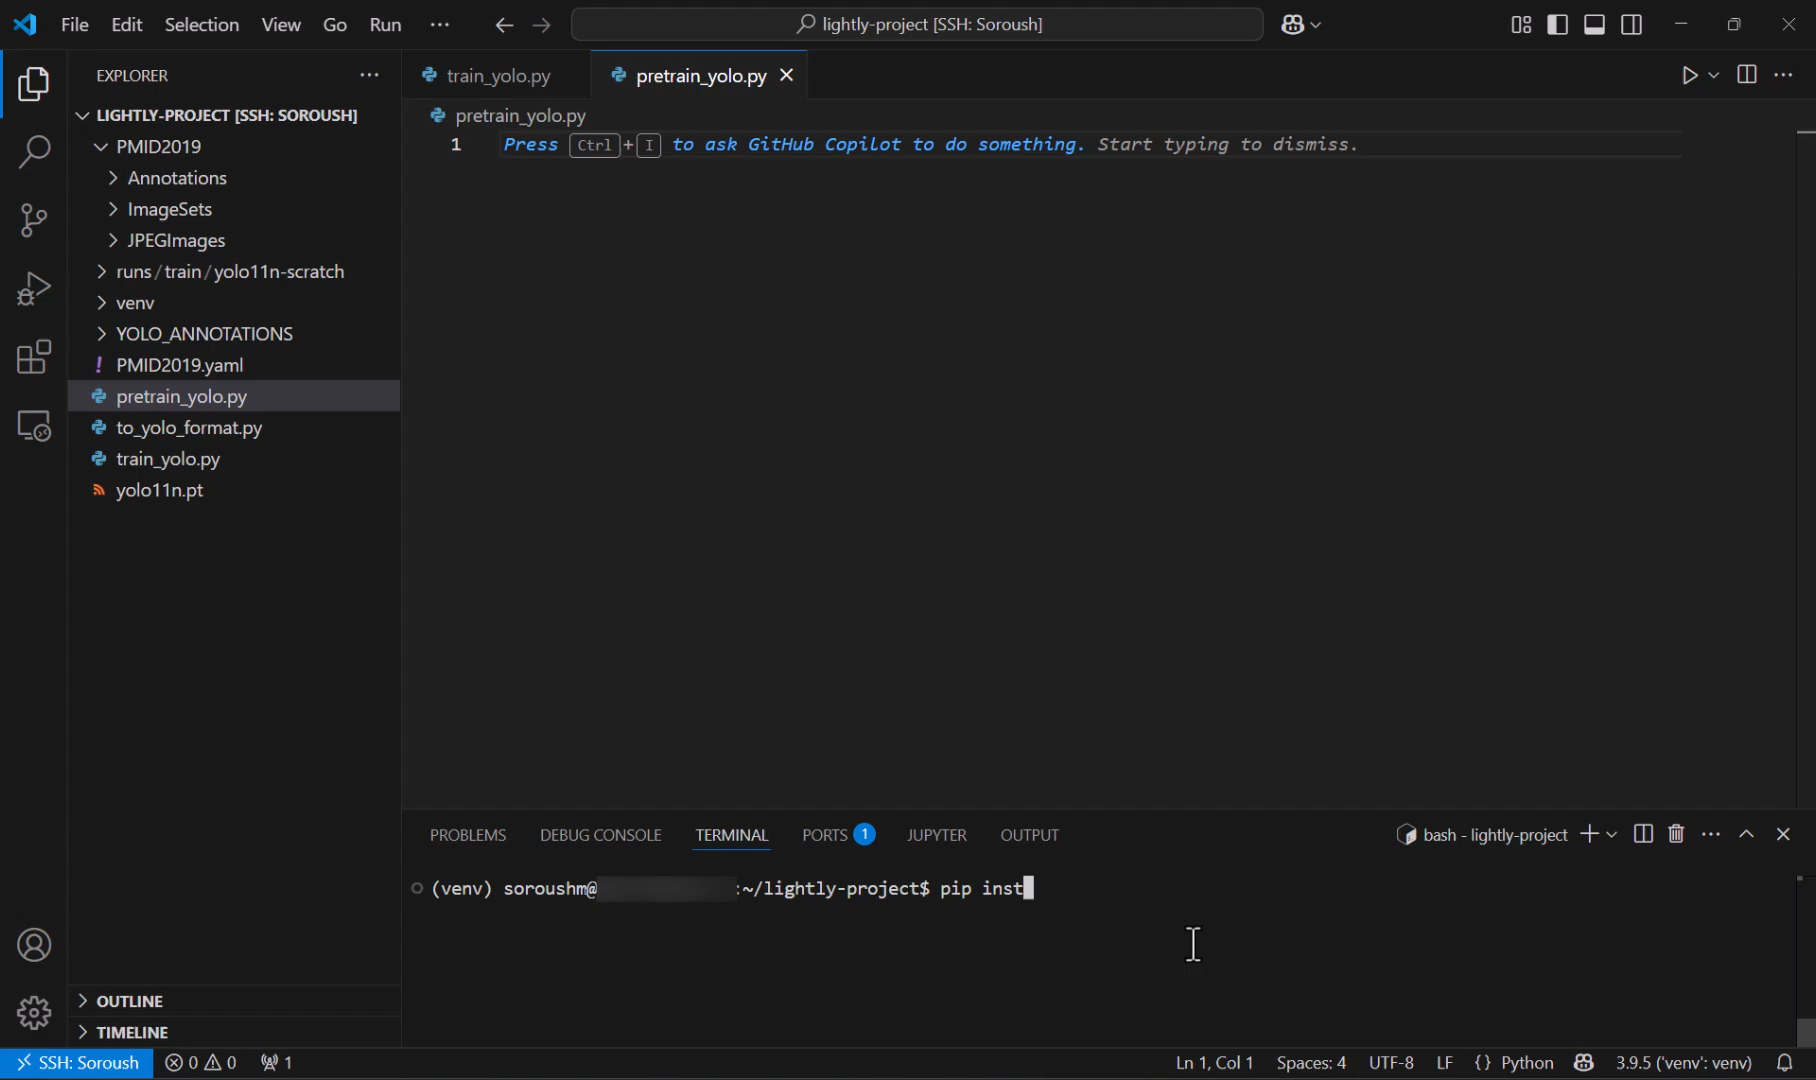 File Edit Selection View Go Run ···
lightly-project [SSH: Soroush]
EXPLORER ···
LIGHTLY-PROJECT [SSH: SOROUSH]
PMID2019
Annotations
ImageSets
JPEGImages
runs/train/yolo11n-scratch
venv
YOLO_ANNOTATIONS
! PMID2019.yaml
pretrain_yolo.py
to_yolo_format.py
train_yolo.py
yolo11n.pt
OUTLINE
TIMELINE
train_yolo.py pretrain_yolo.py
pretrain_yolo.py
1 Press Ctrl+I to ask GitHub Copilot to do something. Start typing to dismiss.
PROBLEMS DEBUG CONSOLE TERMINAL PORTS 1 JUPYTER OUTPUT
bash - lightly-project
(venv) soroushm@ :~/lightly-project$ pip inst
SSH: Soroush 0 0 1 Ln 1, Col 1 Spaces: 4 UTF-8 LF {} Python 3.9.5 ('venv': venv)